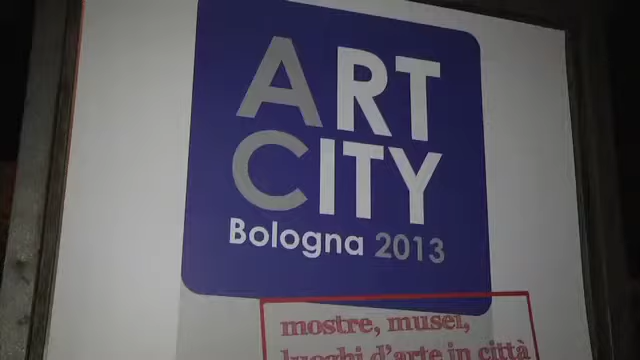 ART
CITY
Bologna 2013
mostre, musei,
luoghi d'arte in città